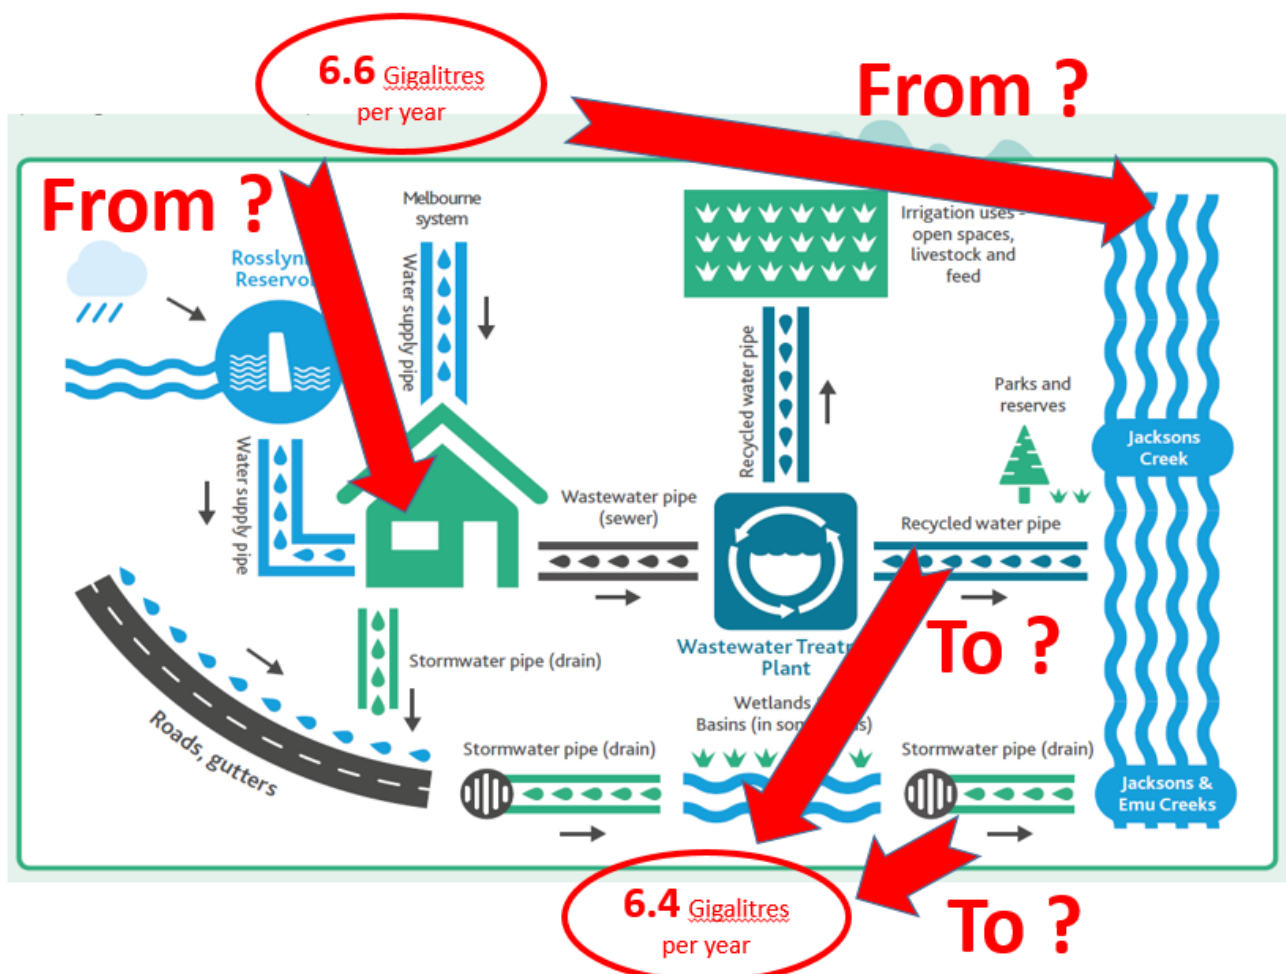 6.6 Gigalitres
per year
From ?
From ?
Melbourne
system
Rosslynn
Reservoi
Water supply pipe
Water supply pipe
Irrigation uses -
open spaces,
livestock and
feed
Recycled water pipe
Parks and
reserves
Jacksons
Creek
Wastewater pipe
(sewer)
Recycled water pipe
To ?
Wastewater Treat
Plant
Stormwater pipe (drain)
Wetlands
Basins (in som
Roads, gutters
Stormwater pipe (drain)
Stormwater pipe (drain)
Jacksons &
Emu Creeks
6.4 Gigalitres
per year
To ?